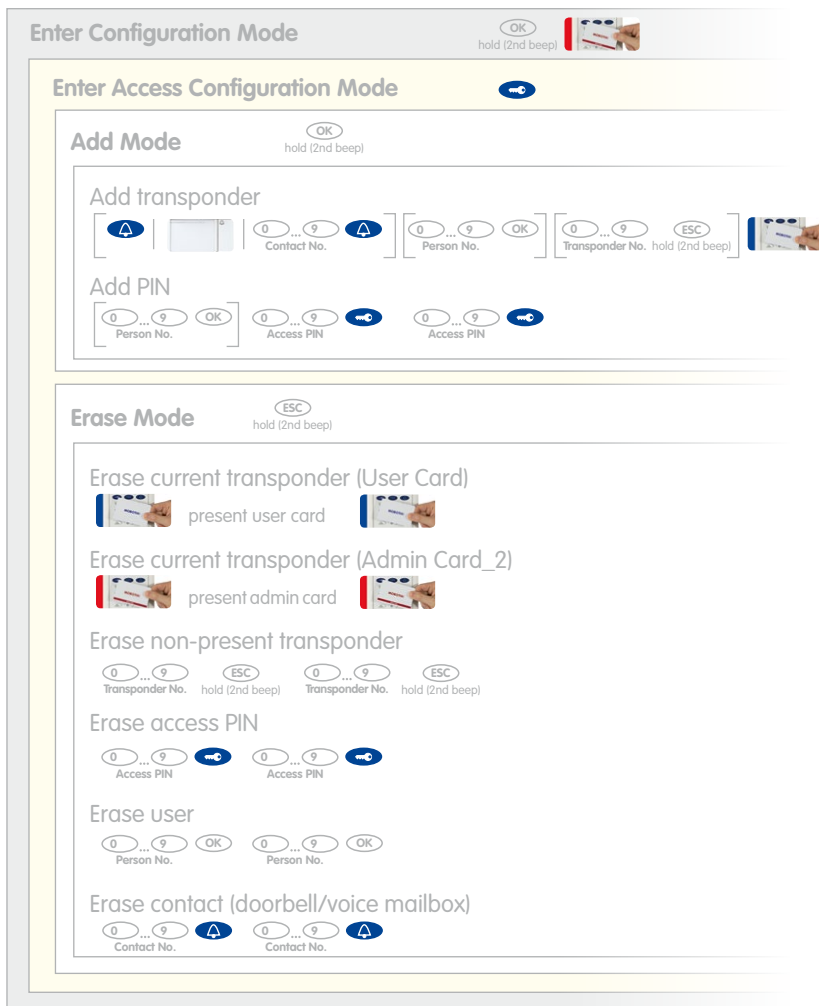 Enter Configuration Mode OK
hold (2nd beep)
Enter Access Configuration Mode
Add Mode OK
hold (2nd beep)
Add transponder
0 ... 9 0 ... 9 OK 0 ... 9 ESC
Contact No. Person No. Transponder No. hold (2nd beep)
Add PIN
0 ... 9 OK 0 ... 9 0 ... 9
Person No. Access PIN Access PIN
Erase Mode ESC
hold (2nd beep)
Erase current transponder (User Card)
present user card
Erase current transponder (Admin Card_2)
present admin card
Erase non-present transponder
0 ... 9 ESC 0 ... 9 ESC
Transponder No. hold (2nd beep) Transponder No. hold (2nd beep)
Erase access PIN
0 ... 9 0 ... 9
Access PIN Access PIN
Erase user
0 ... 9 OK 0 ... 9 OK
Person No. Person No.
Erase contact (doorbell/voice mailbox)
0 ... 9 0 ... 9
Contact No. Contact No.